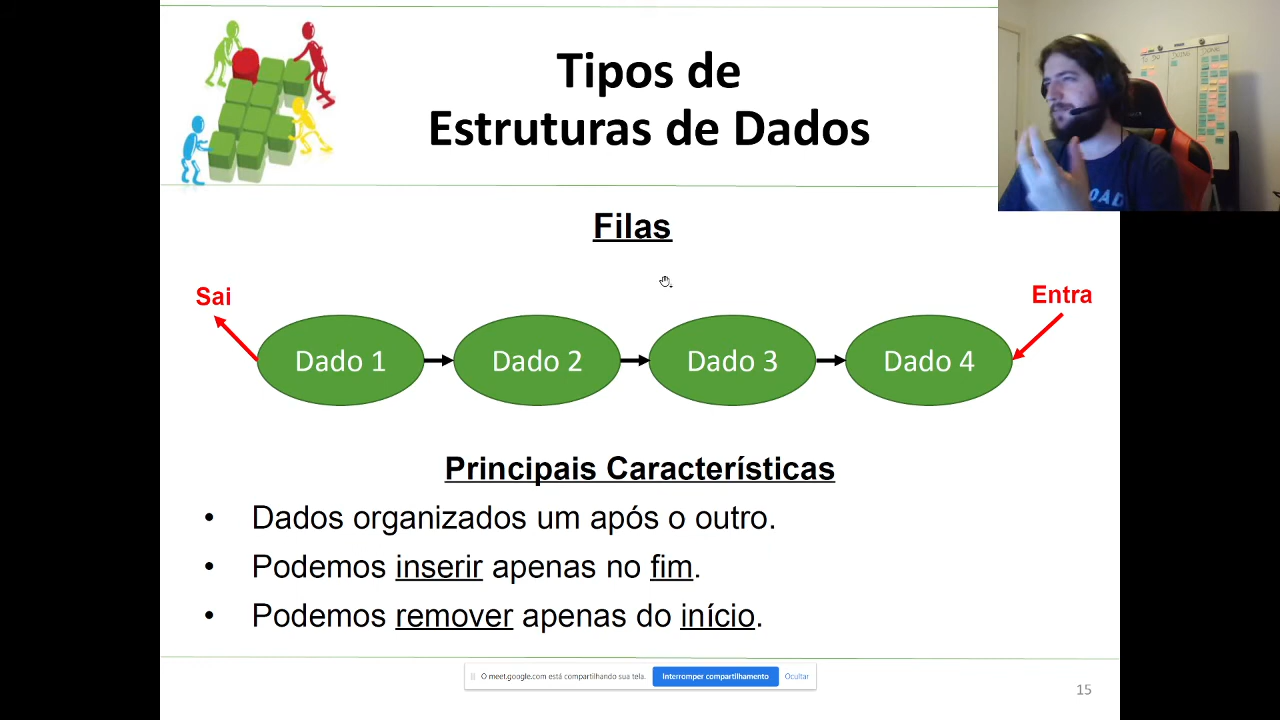 Tipos de
Estruturas de Dados
Filas
Sai
Entra
Dado 1
Dado 2
Dado 3
Dado 4
Principais Características
• Dados organizados um após o outro.
• Podemos inserir apenas no fim.
• Podemos remover apenas do início.
O meet.google.com está compartilhando sua tela.
Interromper compartilhamento
Ocultar
15